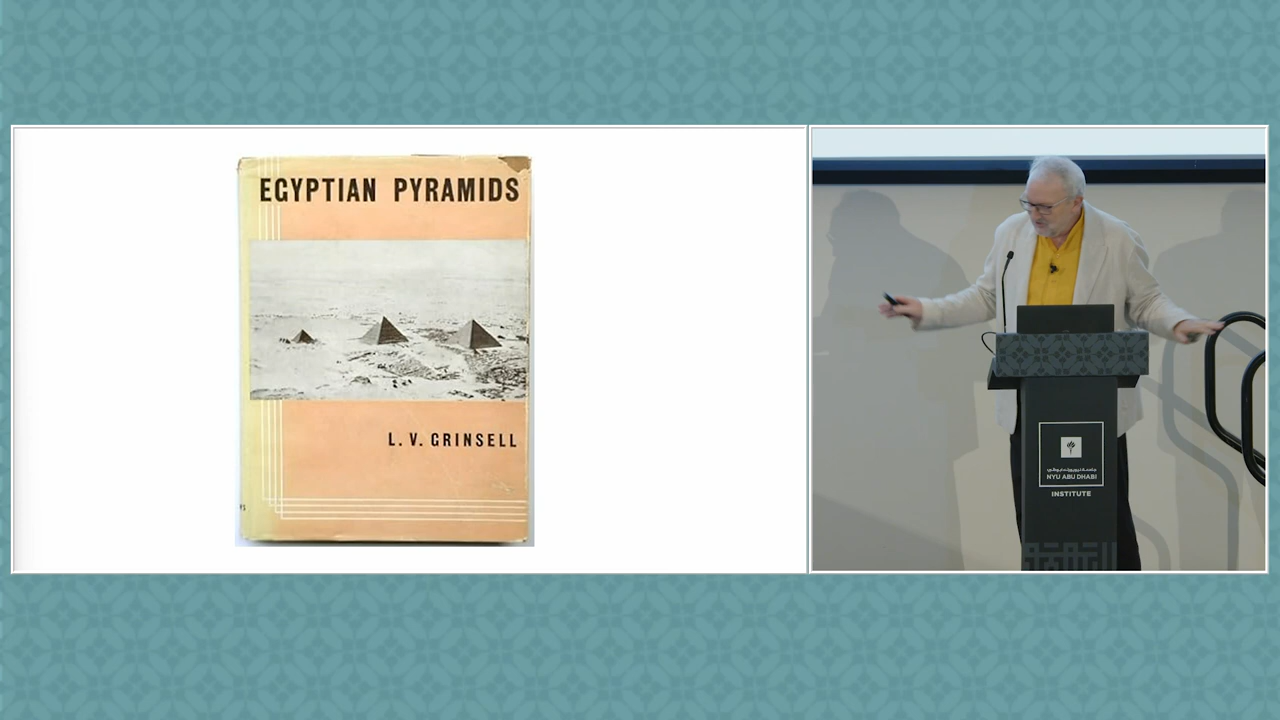 EGYPTIAN PYRAMIDS
L. V. GRINSELL
NYU ABU DHABI
INSTITUTE